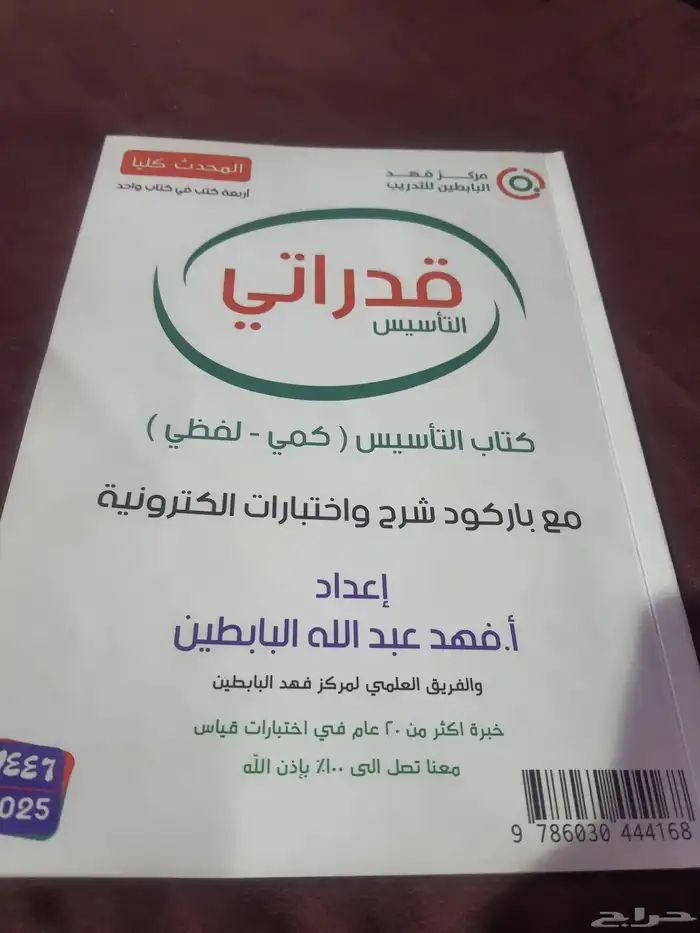 مركز فهد
البابطين للتدريب
المحدث كليا
أربعة كتب في كتاب واحد
قدراتي
التأسيس
كتاب التأسيس ( كمي - لفظي )
مع باركود شرح واختبارات الكترونية
إعداد
أ.فهد عبد الله البابطين
والفريق العلمي لمركز فهد البابطين
خبرة اكثر من ٢٠ عام في اختبارات قياس
معنا تصل الى ١٠٠٪ بإذن الله
١٤٤٦
2025
9 786030 444168
حراج